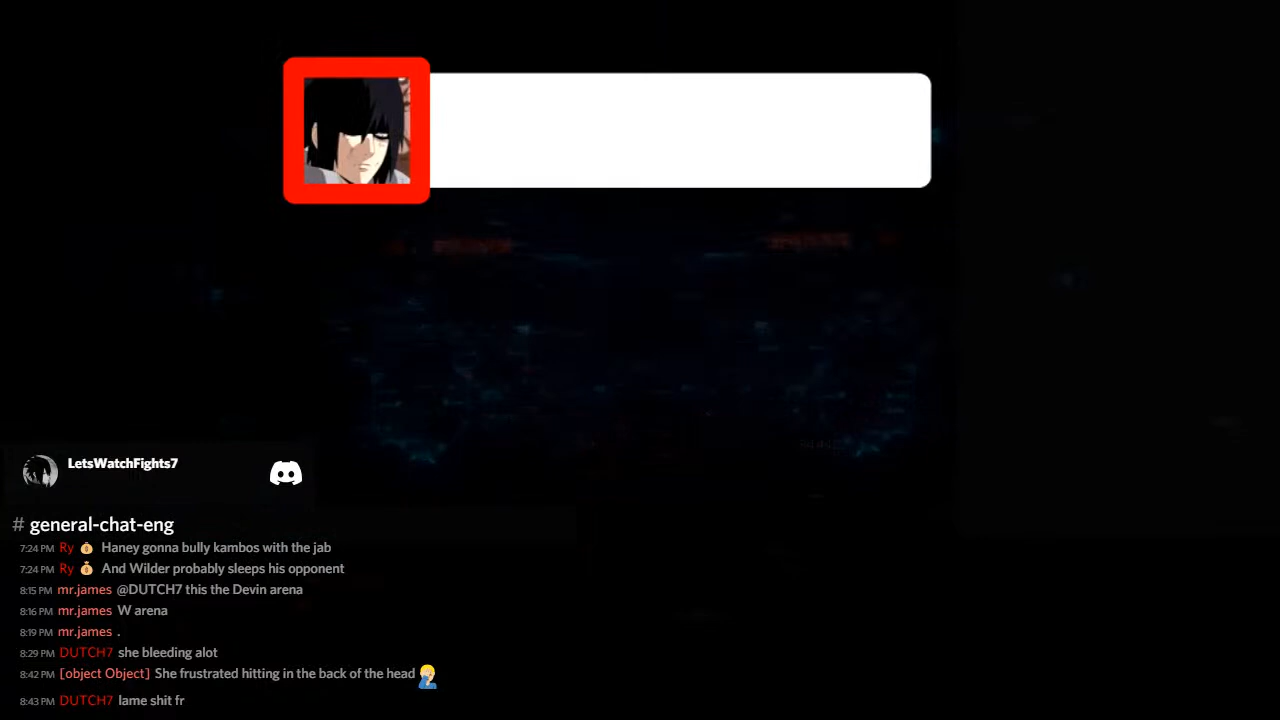 LetsWatchFights7
# general-chat-eng
7:24 PM Ry 💰 Haney gonna bully kambos with the jab
7:24 PM Ry 💰 And Wilder probably sleeps his opponent
8:15 PM mr.james @DUTCH7 this the Devin arena
8:16 PM mr.james W arena
8:19 PM mr.james .
8:29 PM DUTCH7 she bleeding alot
8:42 PM [object Object] She frustrated hitting in the back of the head 🤦
8:43 PM DUTCH7 lame shit fr